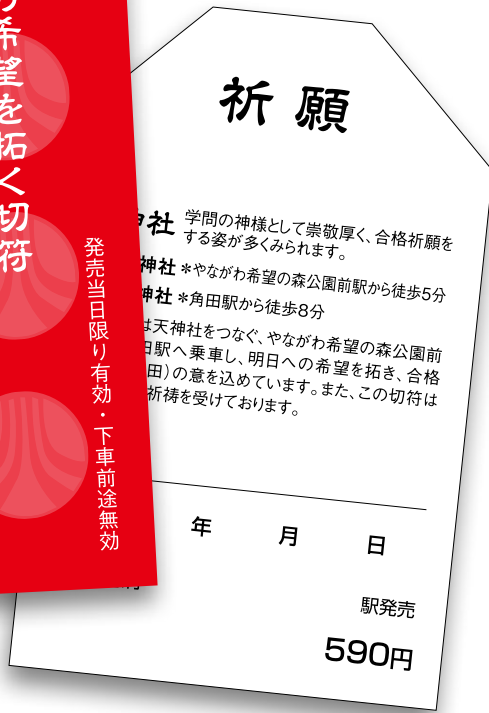 希望を拓く切符
発売当日限り有効・下車前途無効
祈願
神社 学問の神様として崇敬厚く、合格祈願を
する姿が多くみられます。
神社 *やながわ希望の森公園前駅から徒歩5分
神社 *角田駅から徒歩8分
は天神社をつなぐ、やながわ希望の森公園前
田駅へ乗車し、明日への希望を拓き、合格
田)の意を込めています。また、この切符は
祈祷を受けております。
年 月 日
駅発売
590円